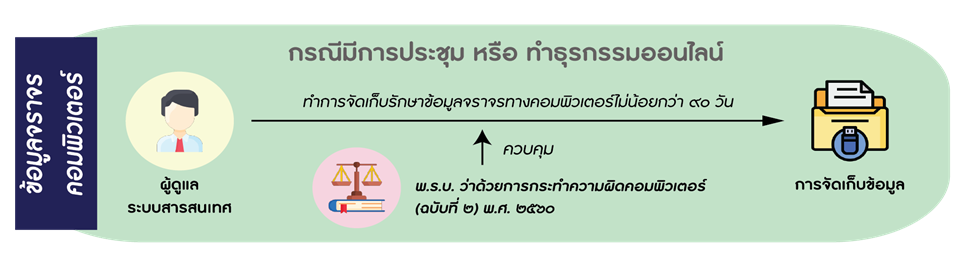 ข้อมูลจราจร
คอมพิวเตอร์
กรณีมีการประชุม หรือ ทำธุรกรรมออนไลน์
ทำการจัดเก็บรักษาข้อมูลจราจรทางคอมพิวเตอร์ไม่น้อยกว่า ๙๐ วัน
ควบคุม
ผู้ดูแล
ระบบสารสนเทศ
พ.ร.บ. ว่าด้วยการกระทำความผิดคอมพิวเตอร์
(ฉบับที่ ๒) พ.ศ. ๒๕๖๐
การจัดเก็บข้อมูล